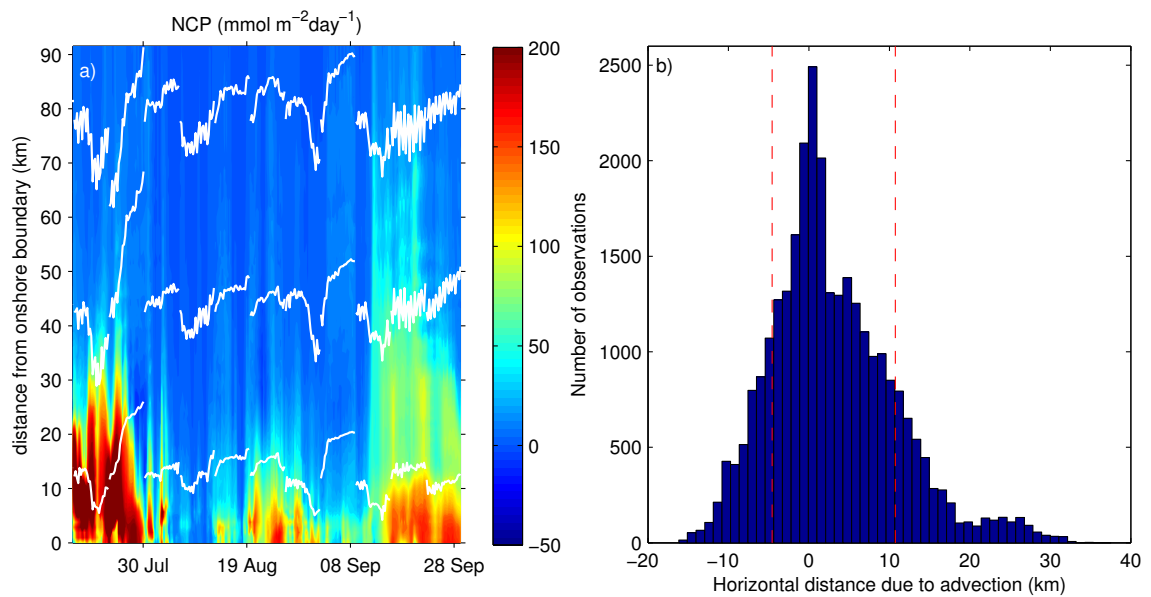 NCP (mmol m⁻²day⁻¹)
a)
distance from onshore boundary (km)
90
80
70
60
50
40
30
20
10
0
30 Jul
19 Aug
08 Sep
28 Sep
200
150
100
50
0
−50
b)
Number of observations
2500
2000
1500
1000
500
0
−20
−10
0
10
20
30
40
Horizontal distance due to advection (km)